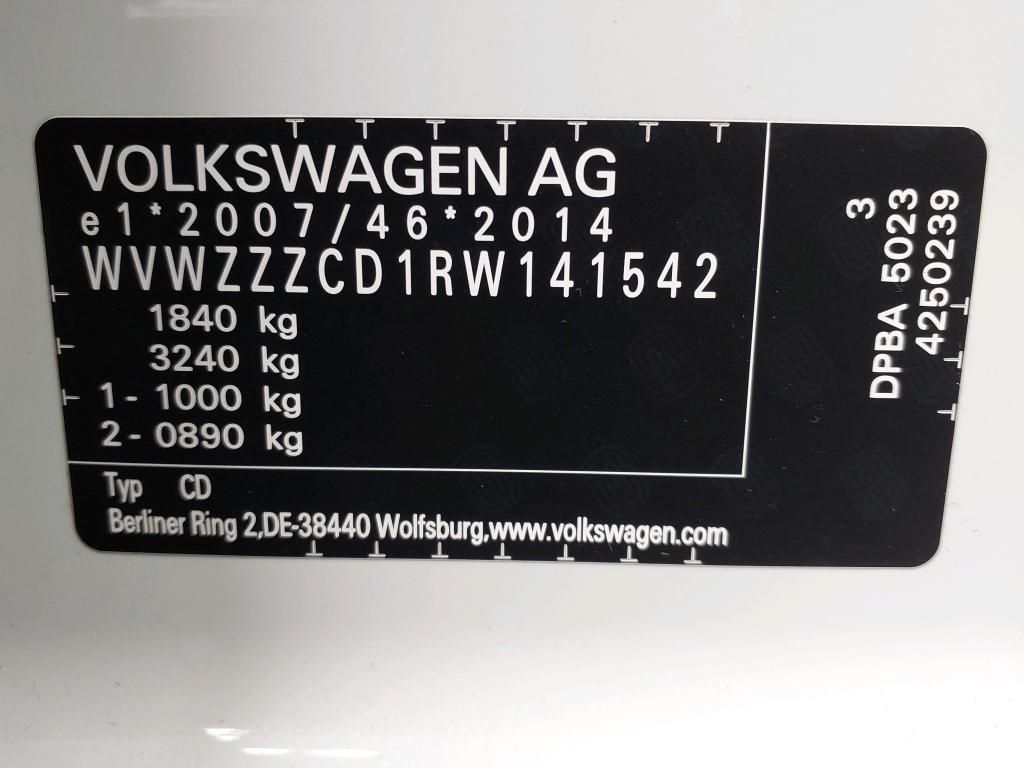 VOLKSWAGEN AG
e1*2007/46*2014
WVWZZZCD1RW141542
1840 kg
3240 kg
1- 1000 kg
2- 0890 kg
Typ CD
Berliner Ring 2,DE-38440 Wolfsburg,www.volkswagen.com
3
DPBA 5023
4250239